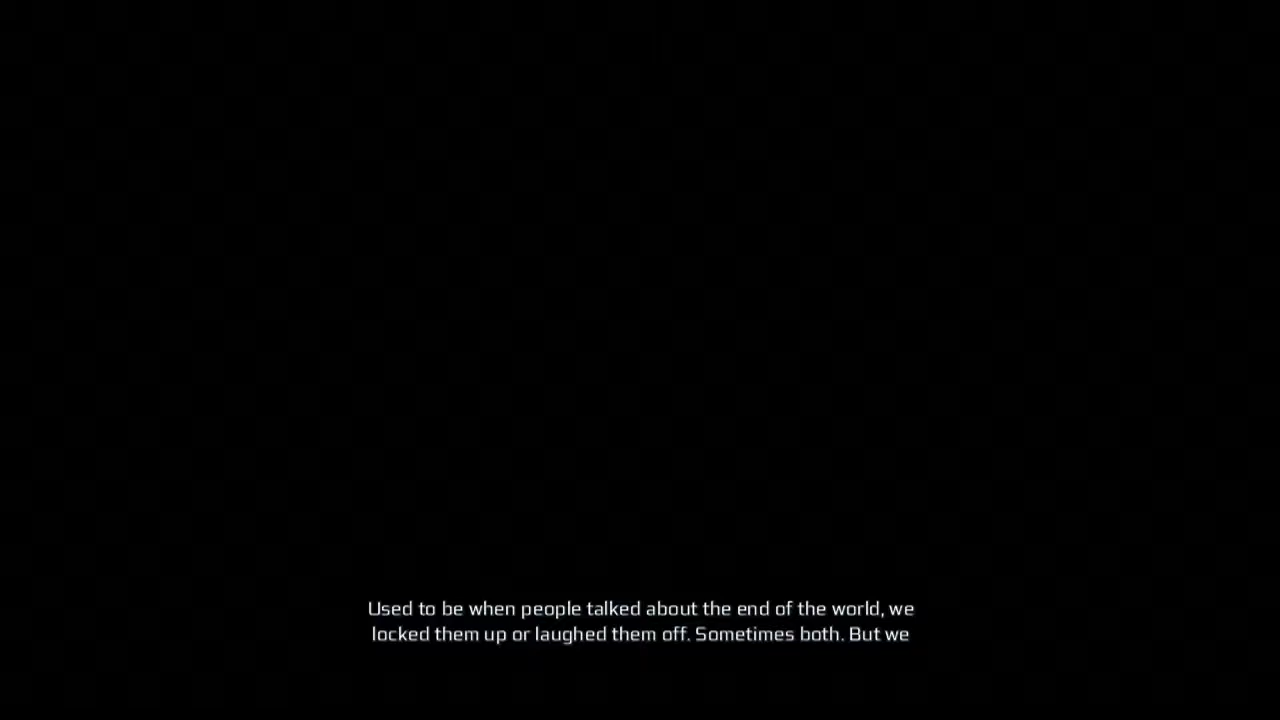 Used to be when people talked about the end of the world, we
locked them up or laughed them off. Sometimes both. But we